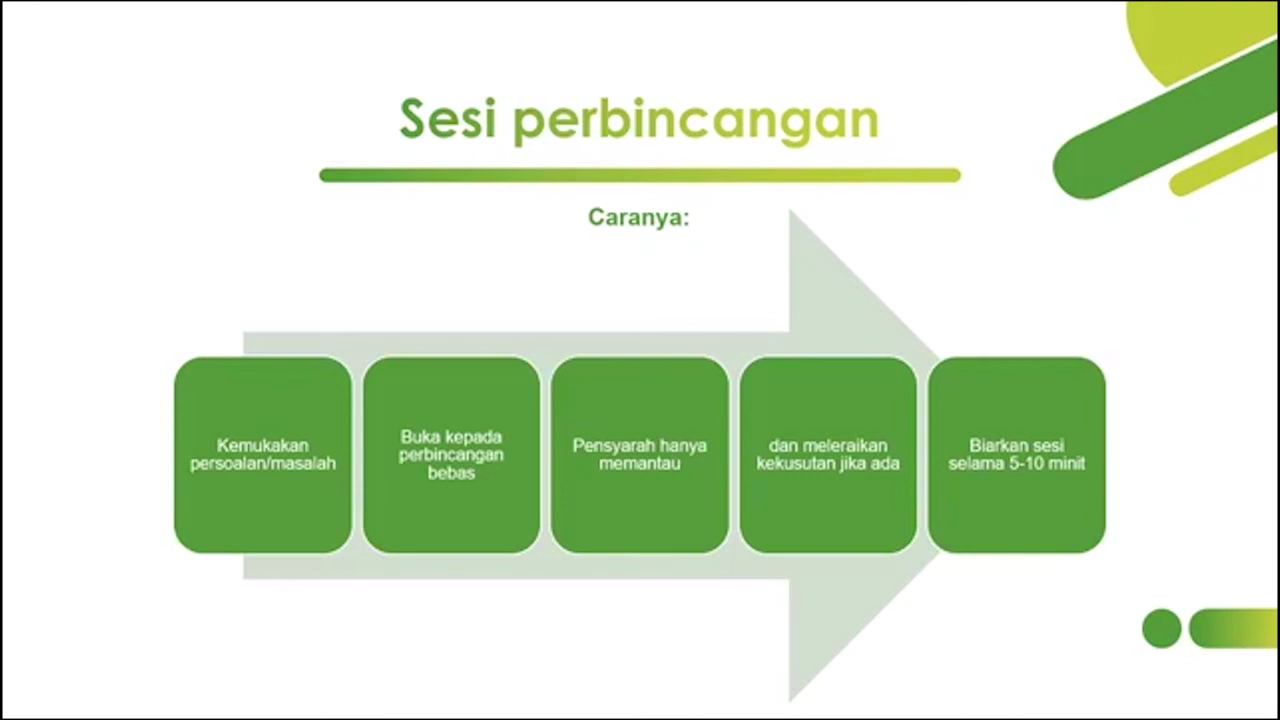 Sesi perbincangan
Caranya:
Kemukakan
persoalan/masalah
Buka kepada
perbincangan
bebas
Pensyarah hanya
memantau
dan meleraikan
kekusutan jika ada
Biarkan sesi
selama 5-10 minit